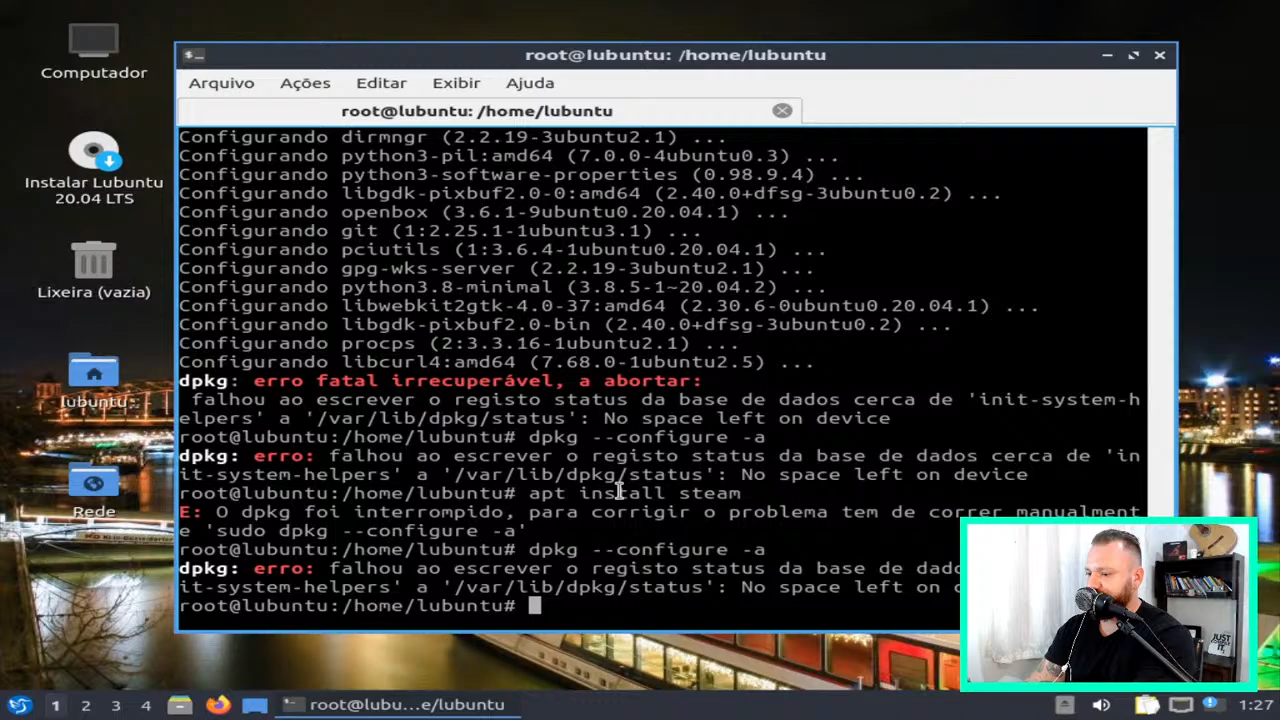 Computador
Instalar Lubuntu
20.04 LTS
Lixeira (vazia)
lubuntu
Rede
root@lubuntu: /home/lubuntu
Arquivo Ações Editar Exibir Ajuda
root@lubuntu: /home/lubuntu
Configurando dirmngr (2.2.19-3ubuntu2.1) ...
Configurando python3-pil:amd64 (7.0.0-4ubuntu0.3) ...
Configurando python3-software-properties (0.98.9.4) ...
Configurando libgdk-pixbuf2.0-0:amd64 (2.40.0+dfsg-3ubuntu0.2) ...
Configurando openbox (3.6.1-9ubuntu0.20.04.1) ...
Configurando git (1:2.25.1-1ubuntu3.1) ...
Configurando pciutils (1:3.6.4-1ubuntu0.20.04.1) ...
Configurando gpg-wks-server (2.2.19-3ubuntu2.1) ...
Configurando python3.8-minimal (3.8.5-1~20.04.2) ...
Configurando libwebkit2gtk-4.0-37:amd64 (2.30.6-0ubuntu0.20.04.1) ...
Configurando libgdk-pixbuf2.0-bin (2.40.0+dfsg-3ubuntu0.2) ...
Configurando procps (2:3.3.16-1ubuntu2.1) ...
Configurando libcurl4:amd64 (7.68.0-1ubuntu2.5) ...
dpkg: erro fatal irrecuperável, a abortar:
falhou ao escrever o registo status da base de dados cerca de 'init-system-h
elpers' a '/var/lib/dpkg/status': No space left on device
root@lubuntu:/home/lubuntu# dpkg --configure -a
dpkg: erro: falhou ao escrever o registo status da base de dados cerca de 'in
it-system-helpers' a '/var/lib/dpkg/status': No space left on device
root@lubuntu:/home/lubuntu# apt install steam
E: O dpkg foi interrompido, para corrigir o problema tem de correr manualment
e 'sudo dpkg --configure -a'
root@lubuntu:/home/lubuntu# dpkg --configure -a
dpkg: erro: falhou ao escrever o registo status da base de dad
it-system-helpers' a '/var/lib/dpkg/status': No space left on
root@lubuntu:/home/lubuntu#
JUST
1 2 3 4 root@lubu...e/lubuntu 1:27